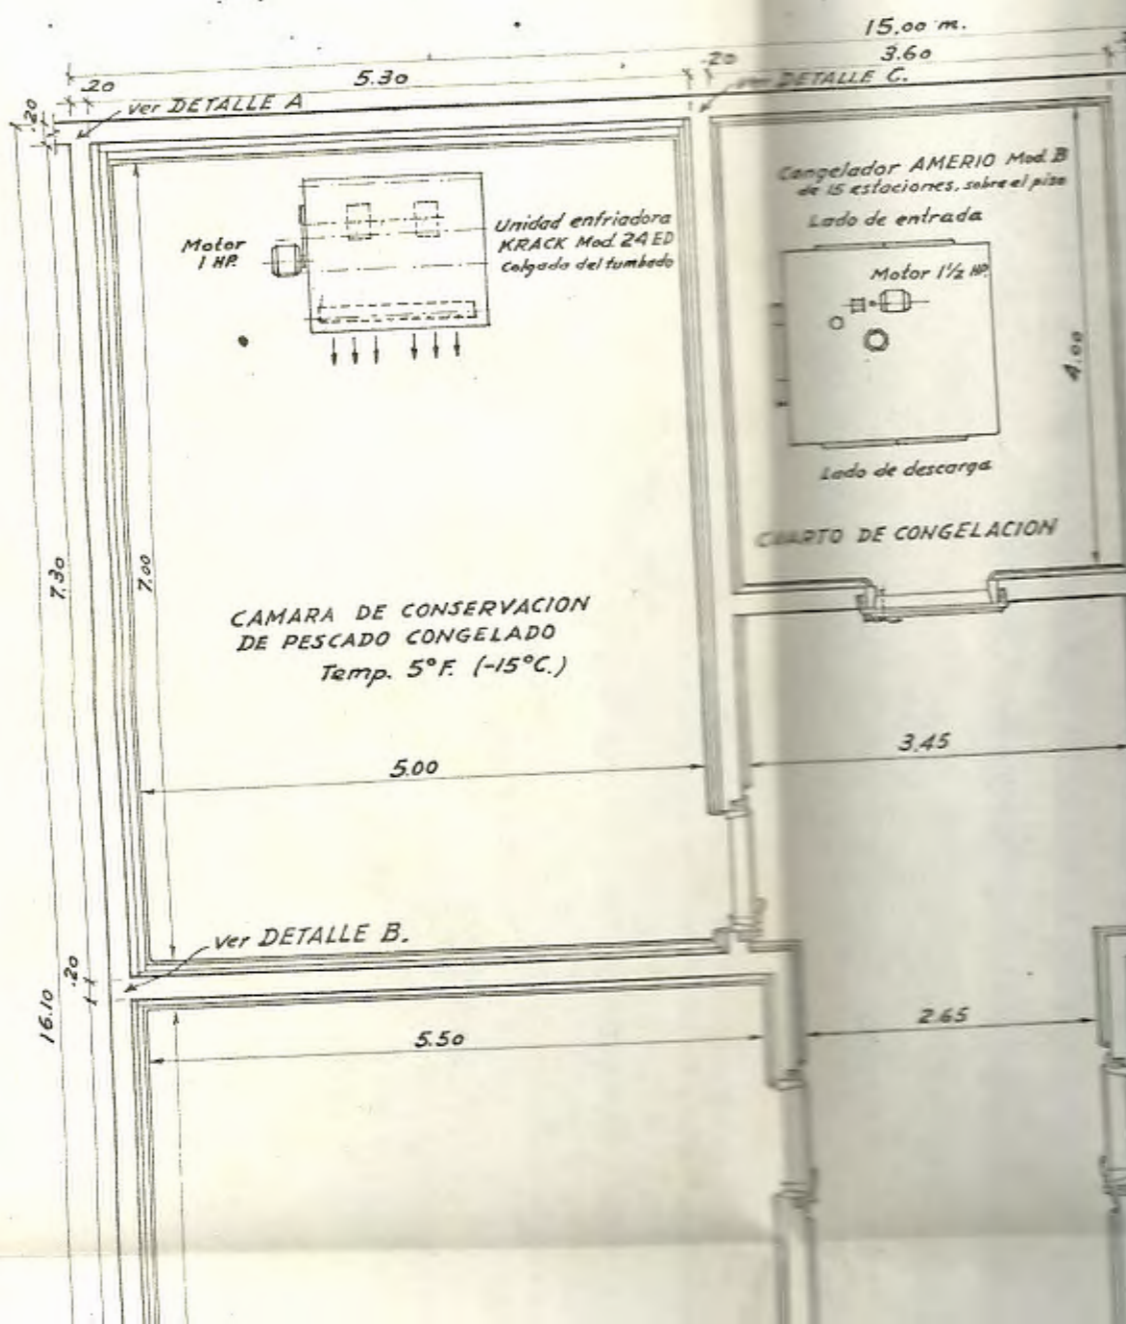 15.00 m.
.20
5.30
.20
3.60
.20
ver DETALLE A
ver DETALLE C.
Motor
1 HP.
Unidad enfriadora
KRACK Mod. 24 ED
Colgado del tumbado
Congelador AMERIO Mod. B
de 15 estaciones, sobre el piso
Lado de entrada
Motor 1½ HP.
4.00
Lado de descarga
CUARTO DE CONGELACION
7.30
7.00
CAMARA DE CONSERVACION
DE PESCADO CONGELADO
Temp. 5°F. (-15°C.)
5.00
3.45
ver DETALLE B.
.20
16.10
5.50
2.65